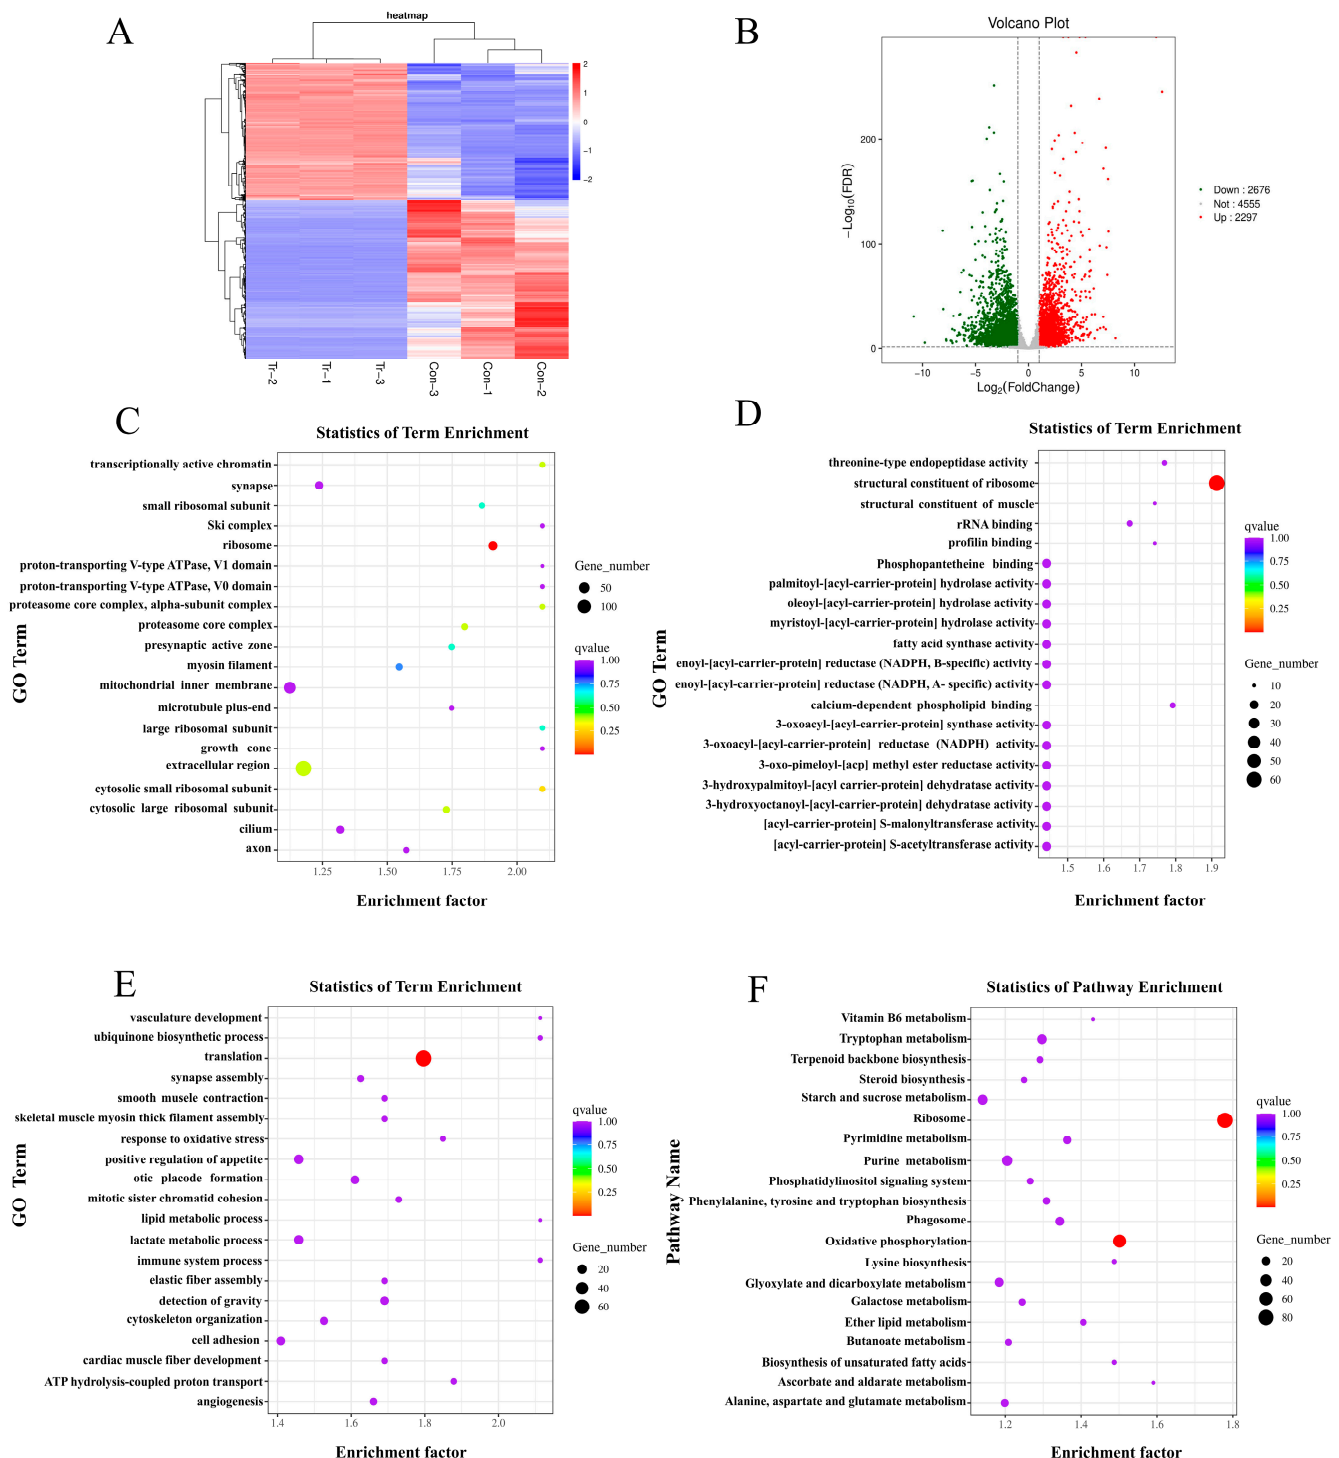 A
heatmap
2
1
0
−1
−2
Tr−2
Tr−1
Tr−3
Con−3
Con−1
Con−2
B
Volcano Plot
−Log10(FDR)
200
100
0
−10
−5
0
5
10
Log2(FoldChange)
Down : 2676
Not : 4555
Up : 2297
C
Statistics of Term Enrichment
GO Term
transcriptionally active chromatin
synapse
small ribosomal subunit
Ski complex
ribosome
proton-transporting V-type ATPase, V1 domain
proton-transporting V-type ATPase, V0 domain
proteasome core complex, alpha-subunit complex
proteasome core complex
presynaptic active zone
myosin filament
mitochondrial inner membrane
microtubule plus-end
large ribosomal subunit
growth conc
extracellular region
cytosolic small ribosomal subunit
cytosolic large ribosomal subunit
cilium
axon
1.25
1.50
1.75
2.00
Enrichment factor
Gene_number
50
100
qvalue
1.00
0.75
0.50
0.25
D
Statistics of Term Enrichment
GO Term
threonine-type endopeptidase activity
structural constituent of ribosome
structural constituent of muscle
rRNA binding
profilin binding
Phosphopantetheine binding
palmitoyl-[acyl-carrier-protein] hydrolase activity
oleoyl-[acyl-carrier-protein] hydrolase activity
myristoyl-[acyl-carrier-protein] hydrolase activity
fatty acid synthase activity
enoyl-[acyl-carrier-protein] reductase (NADPH, B-specific) activity
enoyl-[acyl-carrier-protein] reductase (NADPH, A- specific) activity
calcium-dependent phospholipid binding
3-oxoacyl-[acyl-carrier-protein] synthase activity
3-oxoacyl-[acyl-carrier-protein] reductase (NADPH) activity
3-oxo-pimeloyl-[acp] methyl ester reductase activity
3-hydroxypalmitoyl-[acyl carrier-protein] dehydratase activity
3-hydroxyoctanoyl-[acyl-carrier-protein] dehydratase activity
[acyl-carrier-protein] S-malonyltransferase activity
[acyl-carrier-protein] S-acetyltransferase activity
1.5
1.6
1.7
1.8
1.9
Enrichment factor
qvalue
1.00
0.75
0.50
0.25
Gene_number
10
20
30
40
50
60
E
Statistics of Term Enrichment
GO Term
vasculature development
ubiquinone biosynthetic process
translation
synapse assembly
smooth musele contraction
skeletal muscle myosin thick filament assembly
response to oxidative stress
positive regulation of appetite
otic placode formation
mitotic sister chromatid cohesion
lipid metabolic process
lactate metabolic process
immune system process
elastic fiber assembly
detection of gravity
cytoskeleton organization
cell adhesion
cardiac muscle fiber development
ATP hydrolysis-coupled proton transport
angiogenesis
1.4
1.6
1.8
2.0
Enrichment factor
qvalue
1.00
0.75
0.50
0.25
Gene_number
20
40
60
F
Statistics of Pathway Enrichment
Pathway Name
Vitamin B6 metabolism
Tryptophan metabolism
Terpenoid backbone biosynthesis
Steroid biosynthesis
Starch and sucrose metabolism
Ribosome
Pyrimidine metabolism
Purine metabolism
Phosphatidylinositol signaling system
Phenylalanine, tyrosine and tryptophan biosynthesis
Phagosome
Oxidative phosphorylation
Lysine biosynthesis
Glyoxylate and dicarboxylate metabolism
Galactose metabolism
Ether lipid metabolism
Butanoate metabolism
Biosynthesis of unsaturated fatty acids
Ascorbate and aldarate metabolism
Alanine, aspartate and glutamate metabolism
1.2
1.4
1.6
1.8
Enrichment factor
qvalue
1.00
0.75
0.50
0.25
Gene_number
20
40
60
80